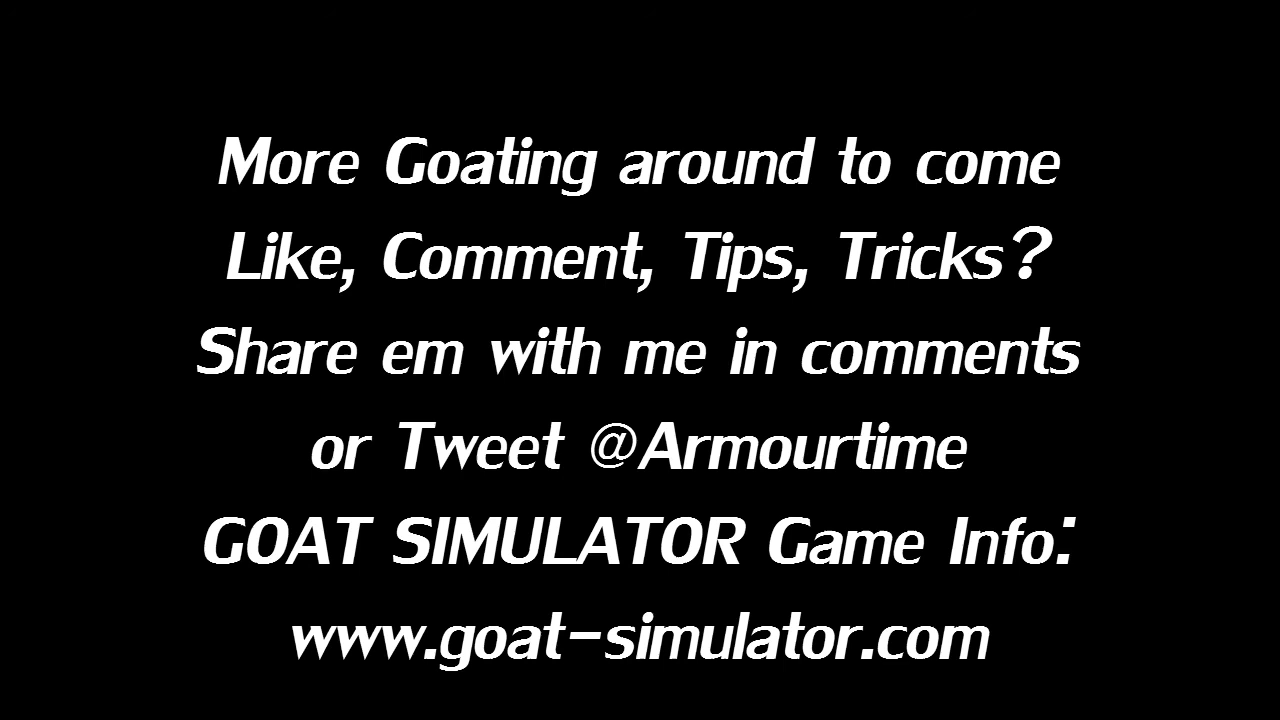 More Goating around to come
Like, Comment, Tips, Tricks?
Share em with me in comments
or Tweet @Armourtime
GOAT SIMULATOR Game Info:
www.goat-simulator.com